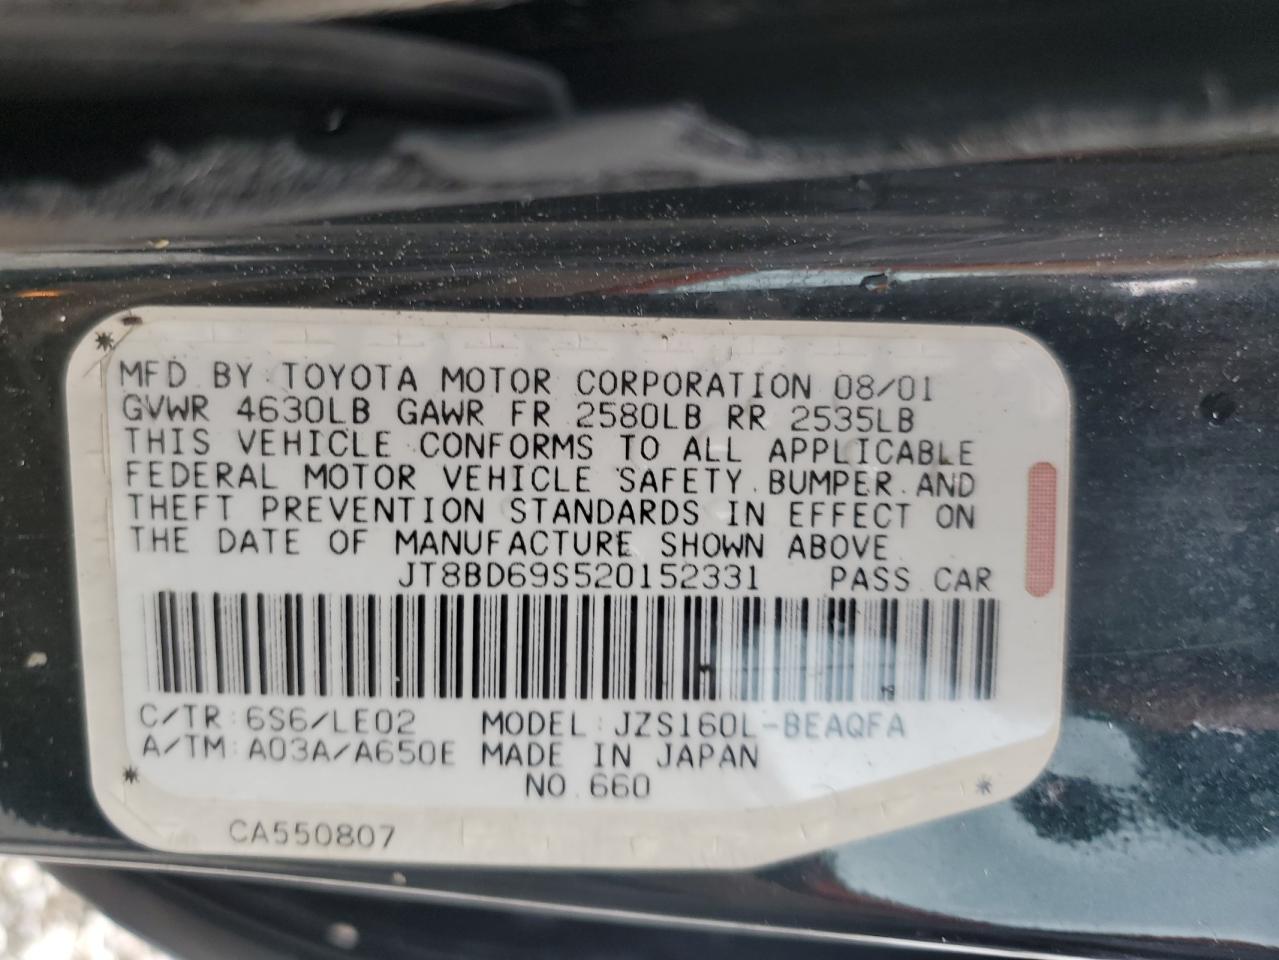 MFD BY TOYOTA MOTOR CORPORATION 08/01
GVWR 4630LB GAWR FR 2580LB RR 2535LB
THIS VEHICLE CONFORMS TO ALL APPLICABLE
FEDERAL MOTOR VEHICLE SAFETY, BUMPER AND
THEFT PREVENTION STANDARDS IN EFFECT ON
THE DATE OF MANUFACTURE SHOWN ABOVE.
JT8BD69S520152331 PASS CAR
C/TR:6S6/LE02 MODEL:JZS160L-BEAQFA
A/TM:A03A/A650E MADE IN JAPAN
NO.660
CA550807